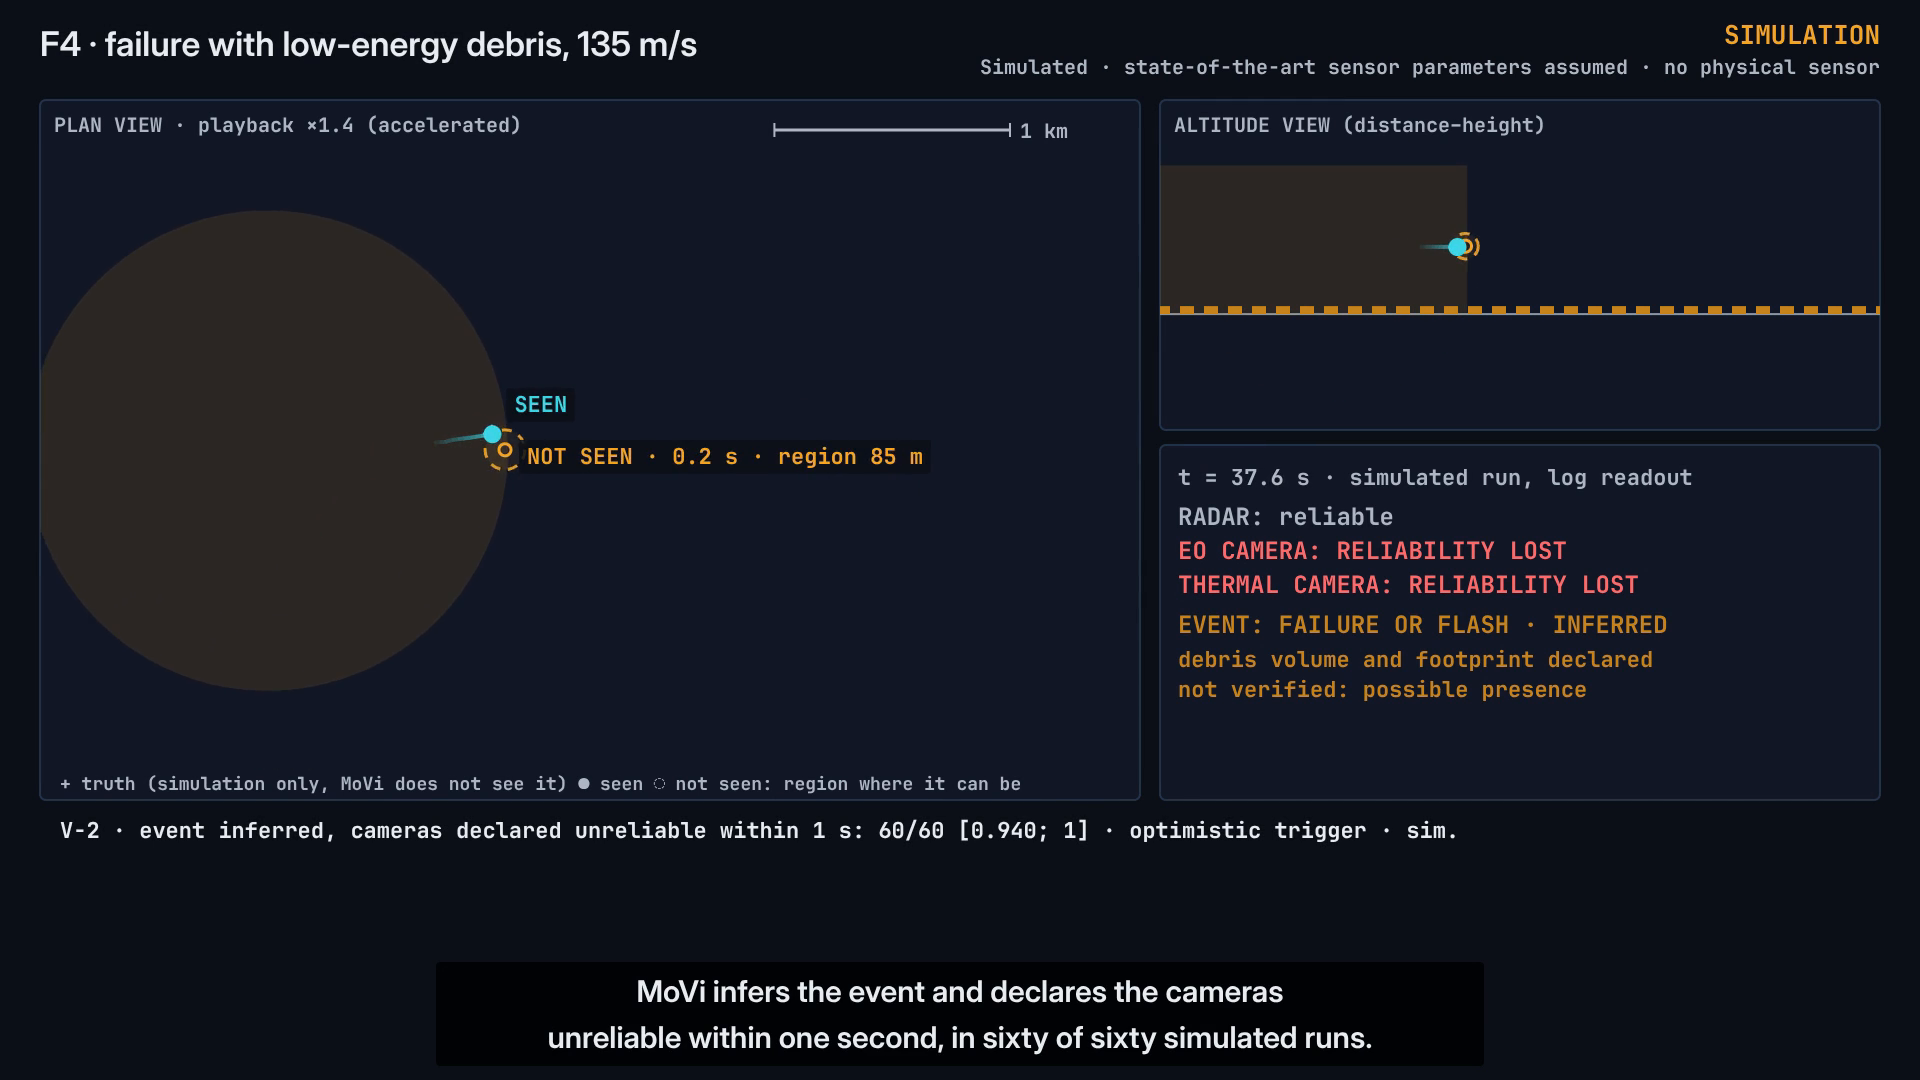 F4 · failure with low-energy debris, 135 m/s
SIMULATION
Simulated · state-of-the-art sensor parameters assumed · no physical sensor
PLAN VIEW · playback ×1.4 (accelerated)
1 km
SEEN
NOT SEEN · 0.2 s · region 85 m
+ truth (simulation only, MoVi does not see it) ● seen ◌ not seen: region where it can be
ALTITUDE VIEW (distance–height)
t = 37.6 s · simulated run, log readout
RADAR: reliable
EO CAMERA: RELIABILITY LOST
THERMAL CAMERA: RELIABILITY LOST
EVENT: FAILURE OR FLASH · INFERRED
debris volume and footprint declared
not verified: possible presence
V-2 · event inferred, cameras declared unreliable within 1 s: 60/60 [0.940; 1] · optimistic trigger · sim.
MoVi infers the event and declares the cameras
unreliable within one second, in sixty of sixty simulated runs.